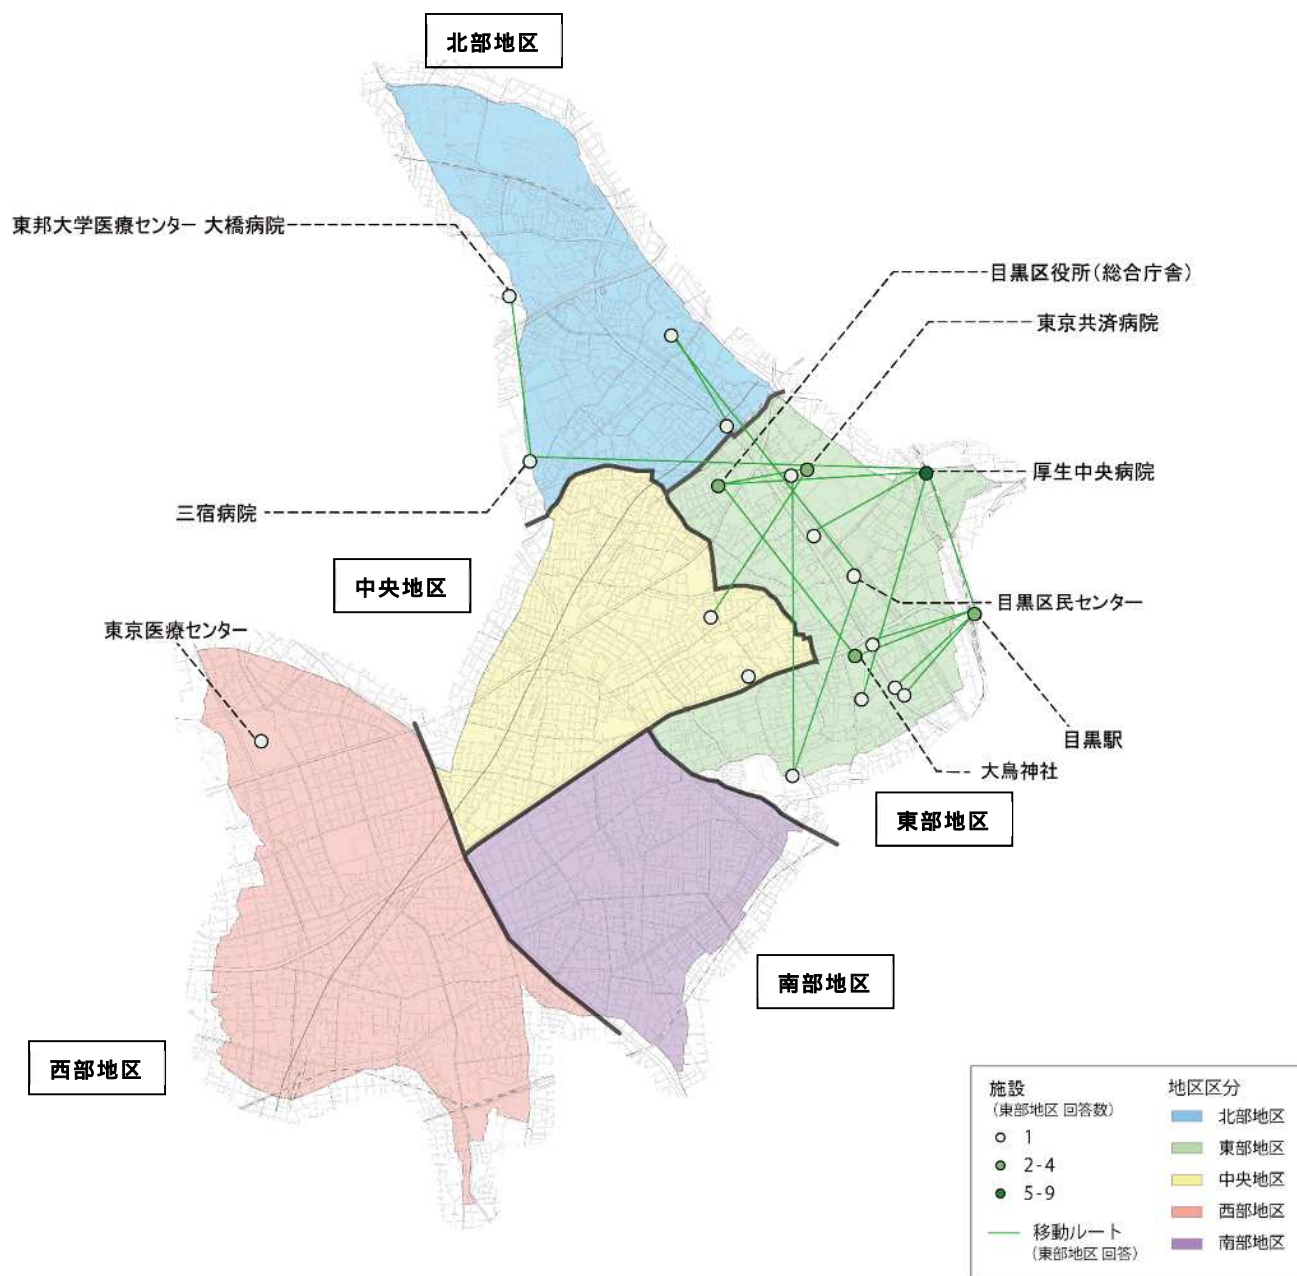 北部地区
東邦大学医療センター 大橋病院
目黒区役所(総合庁舎)
東京共済病院
厚生中央病院
三宿病院
中央地区
目黒区民センター
東京医療センター
目黒駅
大鳥神社
東部地区
南部地区
西部地区
施設
(東部地区 回答数)
1
2-4
5-9
移動ルート
(東部地区 回答)
地区区分
北部地区
東部地区
中央地区
西部地区
南部地区